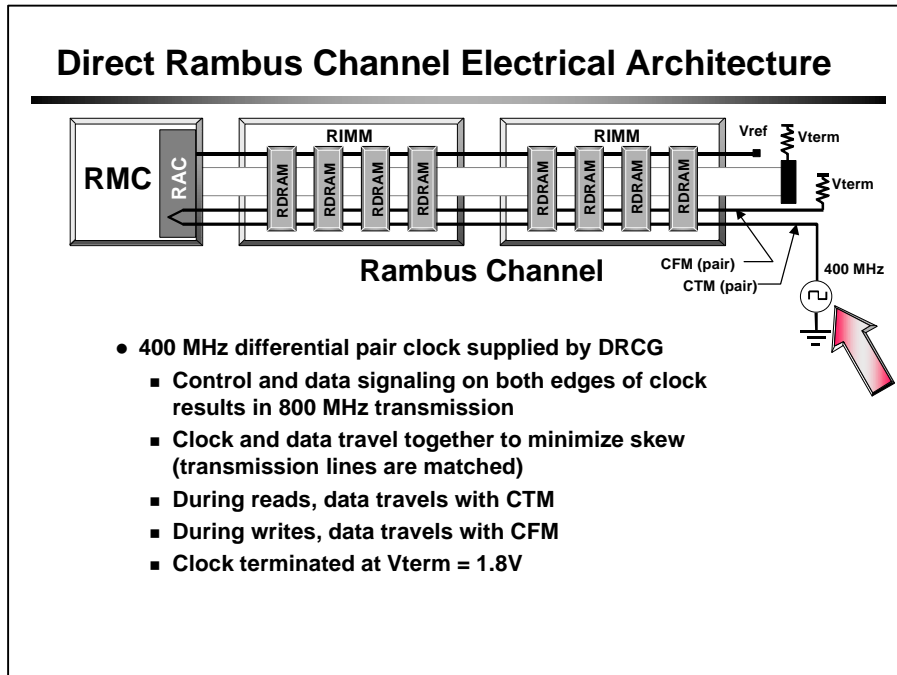 Direct Rambus Channel Electrical Architecture
RMC
RAC
RIMM
RDRAM
RDRAM
RDRAM
RDRAM
RIMM
RDRAM
RDRAM
RDRAM
RDRAM
Vref
Vterm
Vterm
Rambus Channel
CFM (pair)
CTM (pair)
400 MHz
● 400 MHz differential pair clock supplied by DRCG
■ Control and data signaling on both edges of clock
results in 800 MHz transmission
■ Clock and data travel together to minimize skew
(transmission lines are matched)
■ During reads, data travels with CTM
■ During writes, data travels with CFM
■ Clock terminated at Vterm = 1.8V